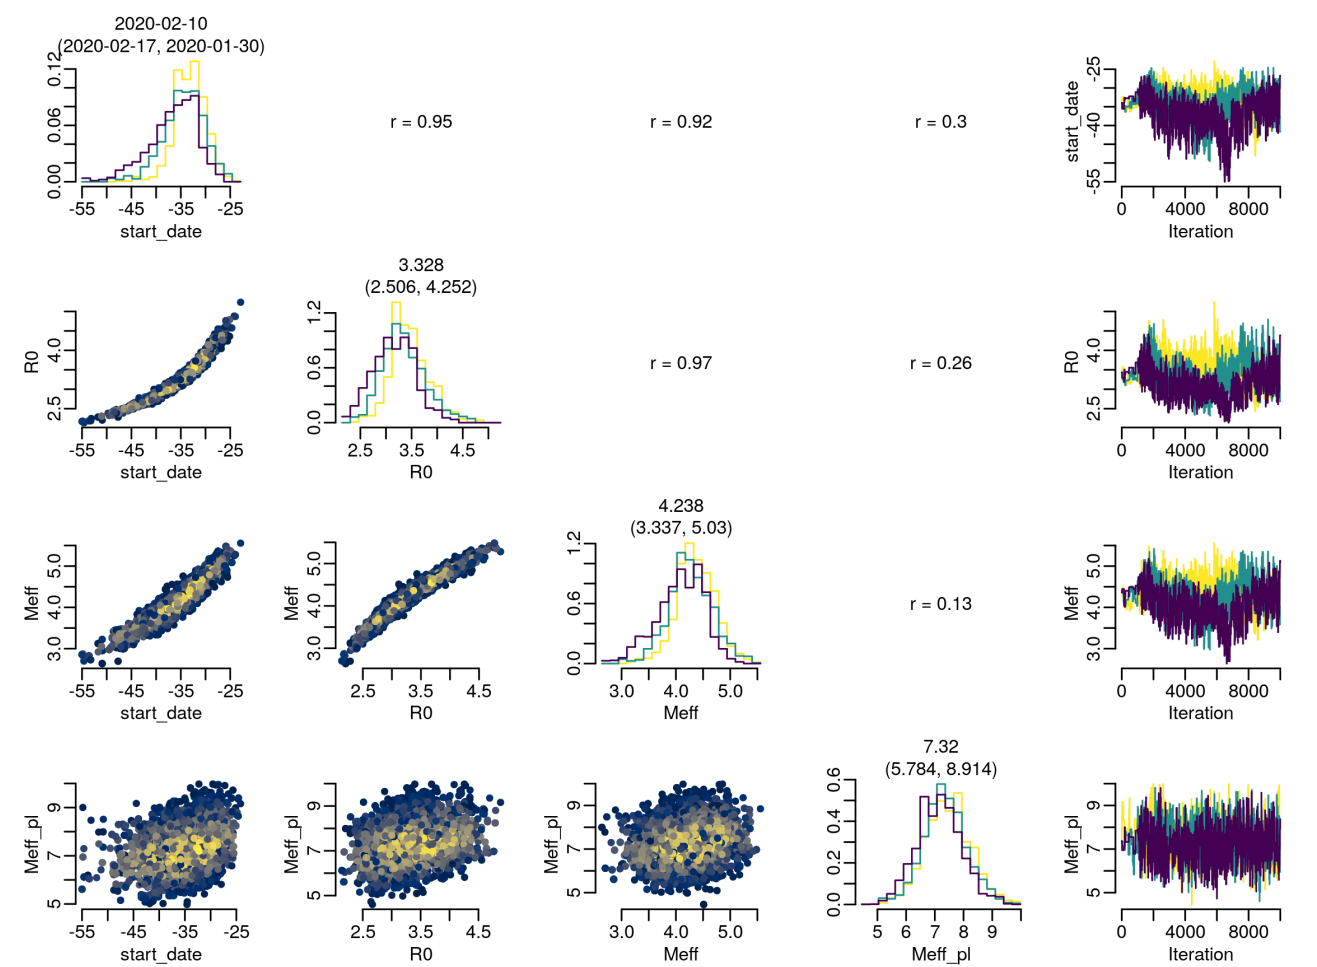 2020-02-10
(2020-02-17, 2020-01-30)
0.12
0.06
0.00
-55 -45 -35 -25
start_date
r = 0.95
r = 0.92
r = 0.3
start_date
-25
-40
-55
0 4000 8000
Iteration
R0
4.0
2.5
-55 -45 -35 -25
start_date
3.328
(2.506, 4.252)
1.2
0.6
0.0
2.5 3.5 4.5
R0
r = 0.97
r = 0.26
R0
4.0
2.5
0 4000 8000
Iteration
Meff
5.0
4.0
3.0
-55 -45 -35 -25
start_date
Meff
5.0
4.0
3.0
2.5 3.5 4.5
R0
4.238
(3.337, 5.03)
1.2
0.6
0.0
3.0 4.0 5.0
Meff
r = 0.13
Meff
5.0
4.0
3.0
0 4000 8000
Iteration
Meff_pl
9
7
5
-55 -45 -35 -25
start_date
Meff_pl
9
7
5
2.5 3.5 4.5
R0
Meff_pl
9
7
5
3.0 4.0 5.0
Meff
7.32
(5.784, 8.914)
0.6
0.4
0.2
0.0
5 6 7 8 9
Meff_pl
Meff_pl
9
7
5
0 4000 8000
Iteration